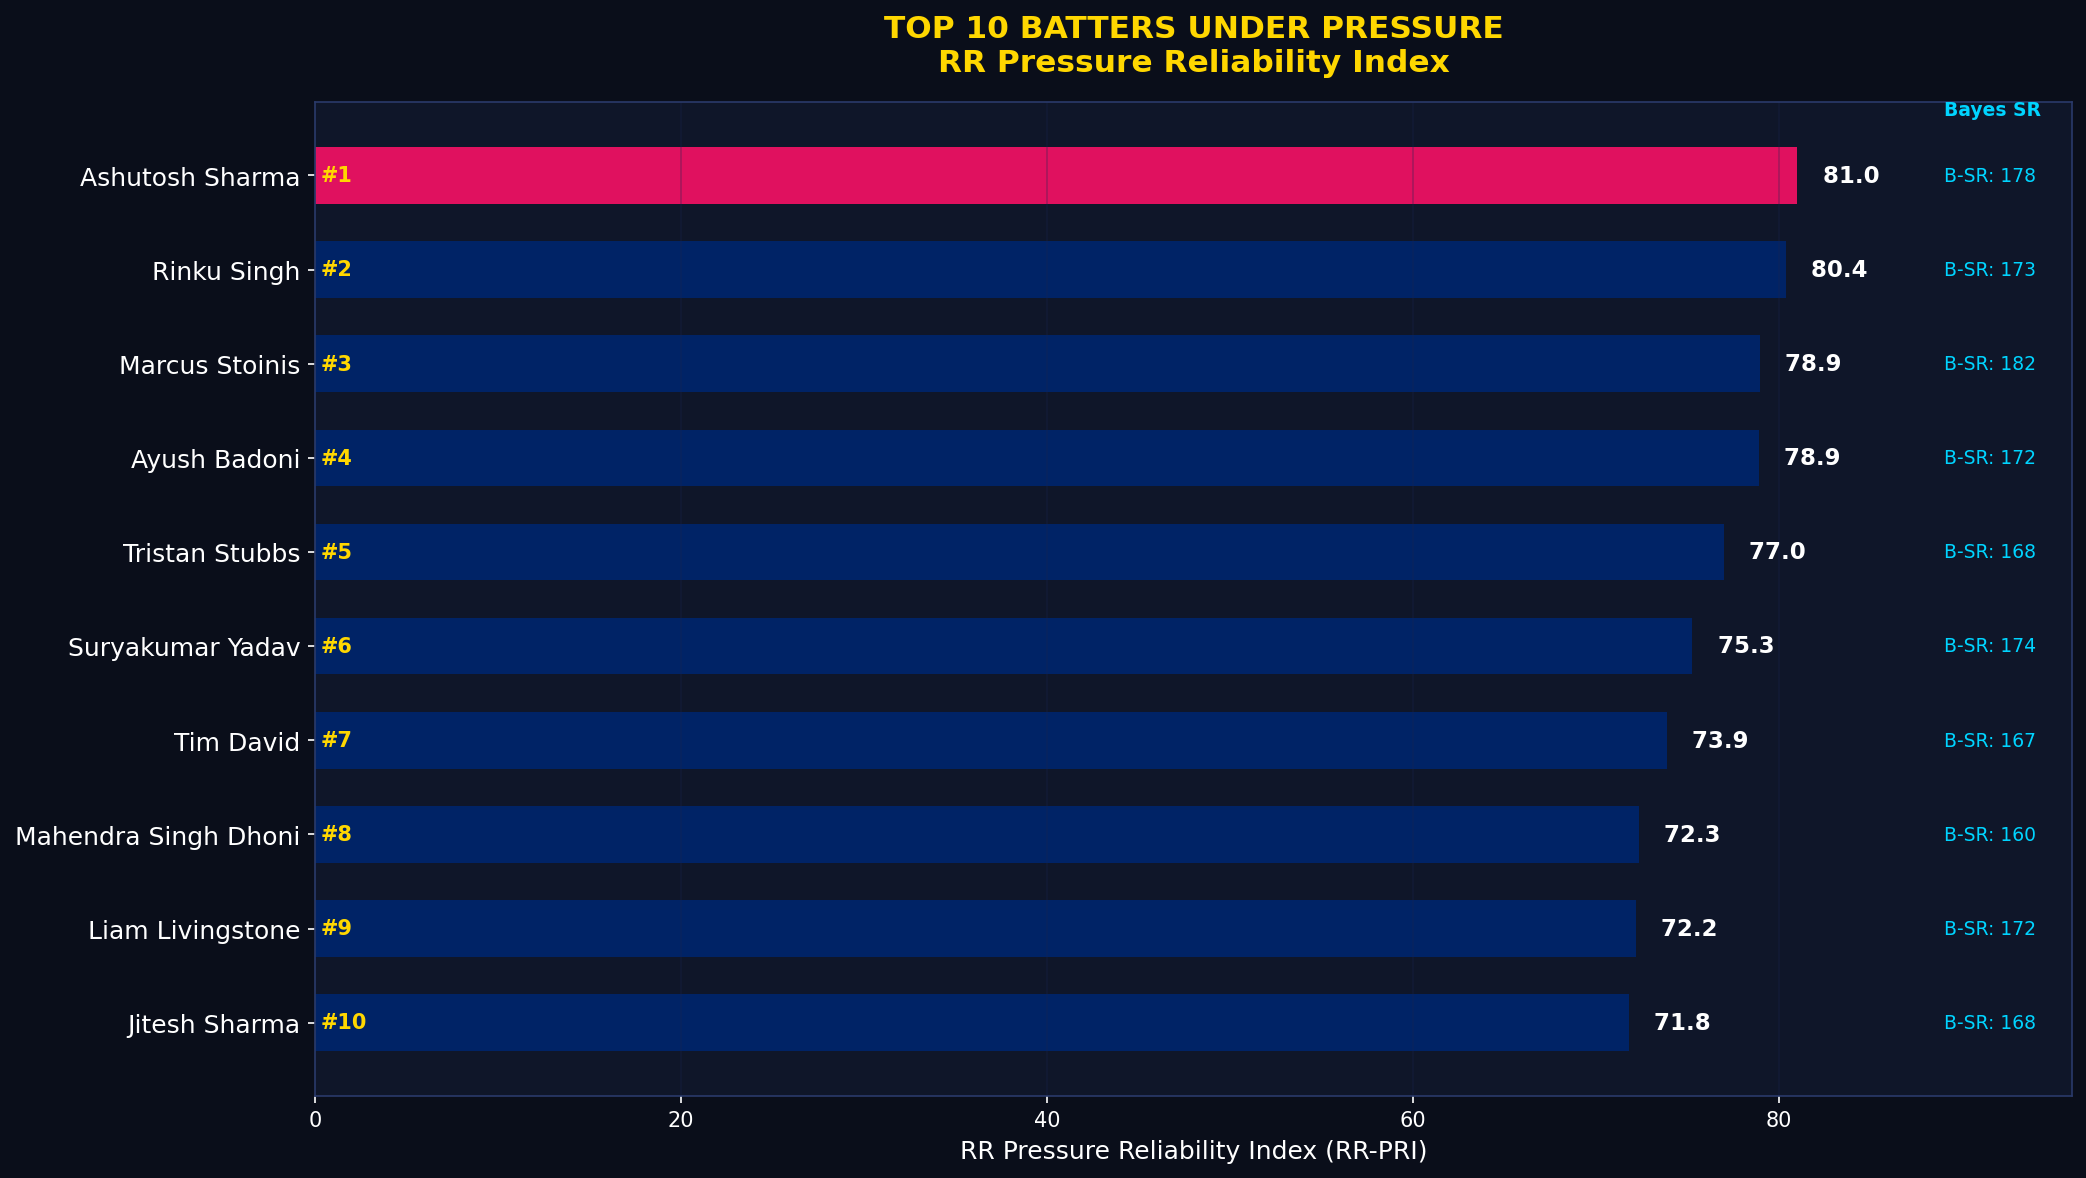 TOP 10 BATTERS UNDER PRESSURE
RR Pressure Reliability Index
Bayes SR
Ashutosh Sharma #1 81.0 B-SR: 178
Rinku Singh #2 80.4 B-SR: 173
Marcus Stoinis #3 78.9 B-SR: 182
Ayush Badoni #4 78.9 B-SR: 172
Tristan Stubbs #5 77.0 B-SR: 168
Suryakumar Yadav #6 75.3 B-SR: 174
Tim David #7 73.9 B-SR: 167
Mahendra Singh Dhoni #8 72.3 B-SR: 160
Liam Livingstone #9 72.2 B-SR: 172
Jitesh Sharma #10 71.8 B-SR: 168
0 20 40 60 80
RR Pressure Reliability Index (RR-PRI)